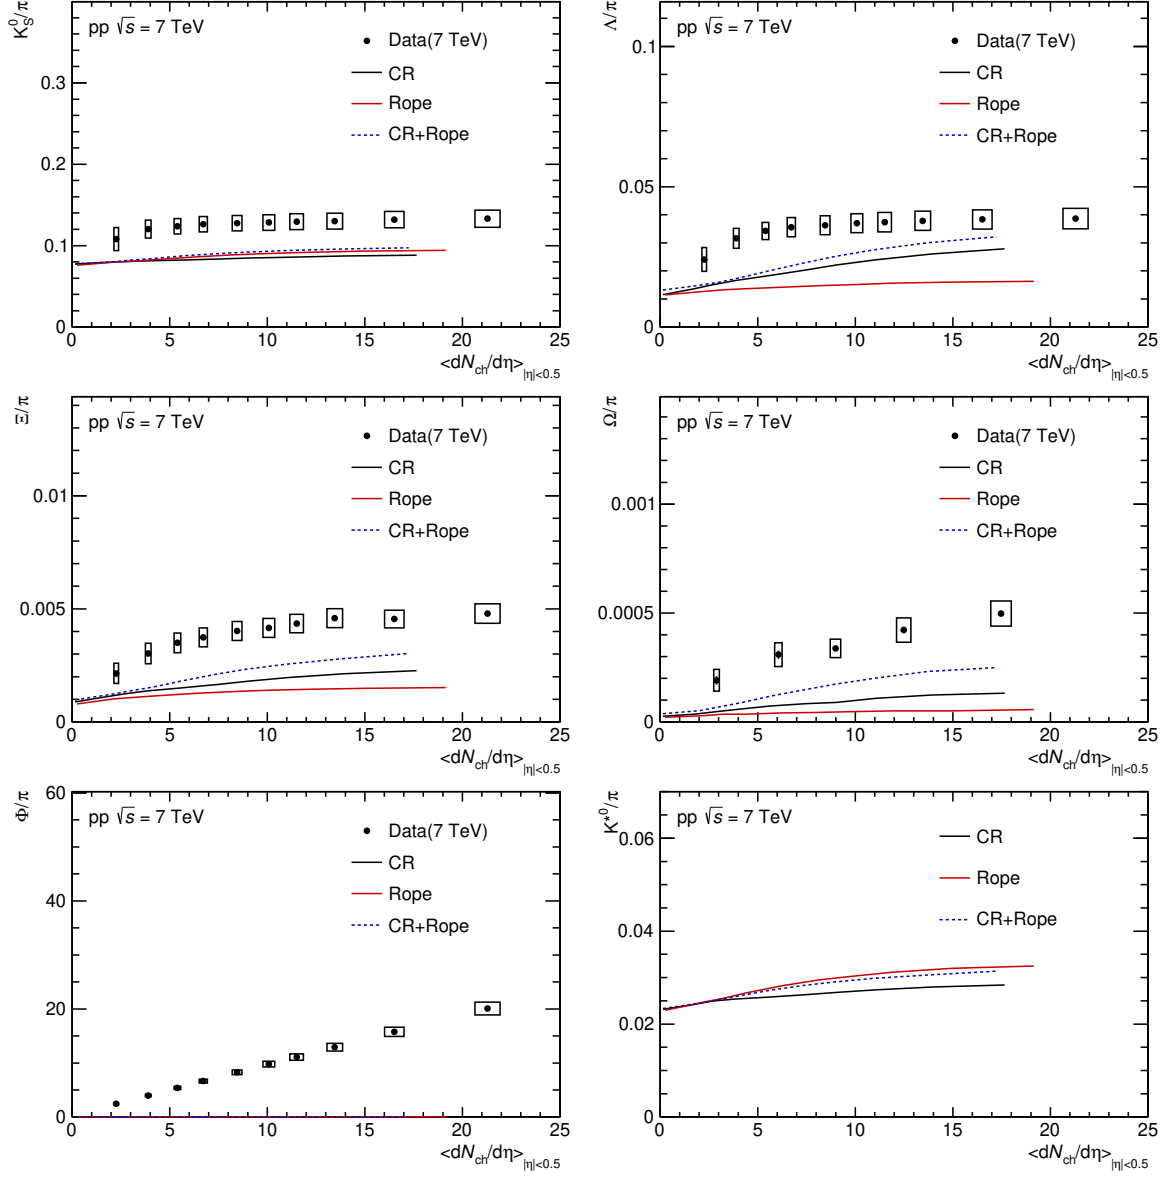 K⁰_S/π
pp √s = 7 TeV
Data(7 TeV)
CR
Rope
CR+Rope
0.3
0.2
0.1
0
0 5 10 15 20 25
<dN_ch/dη>_|η|<0.5
Λ/π
pp √s = 7 TeV
Data(7 TeV)
CR
Rope
CR+Rope
0.1
0.05
0
0 5 10 15 20 25
<dN_ch/dη>_|η|<0.5
Ξ/π
pp √s = 7 TeV
Data(7 TeV)
CR
Rope
CR+Rope
0.01
0.005
0
0 5 10 15 20 25
<dN_ch/dη>_|η|<0.5
Ω/π
pp √s = 7 TeV
Data(7 TeV)
CR
Rope
CR+Rope
0.001
0.0005
0
0 5 10 15 20 25
<dN_ch/dη>_|η|<0.5
Φ/π
pp √s = 7 TeV
Data(7 TeV)
CR
Rope
CR+Rope
60
40
20
0
0 5 10 15 20 25
<dN_ch/dη>_|η|<0.5
K*⁰/π
pp √s = 7 TeV
CR
Rope
CR+Rope
0.06
0.04
0.02
0
0 5 10 15 20 25
<dN_ch/dη>_|η|<0.5